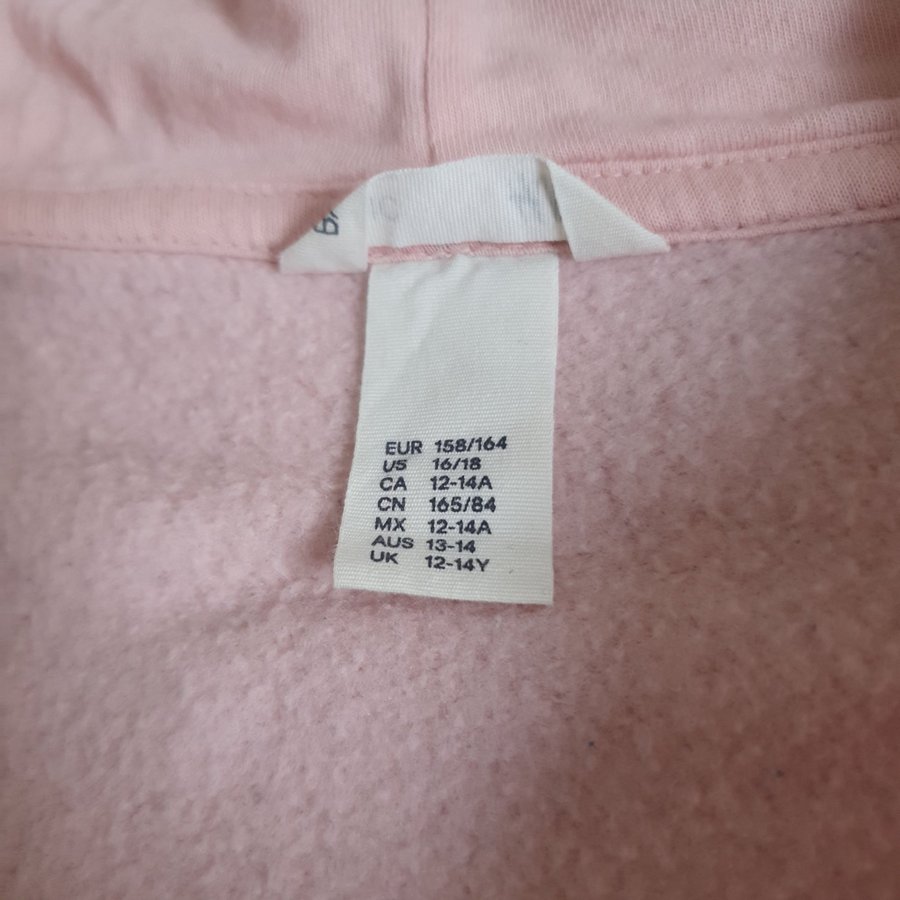 EUR 158/164
US 16/18
CA 12-14A
CN 165/84
MX 12-14A
AUS 13-14
UK 12-14Y